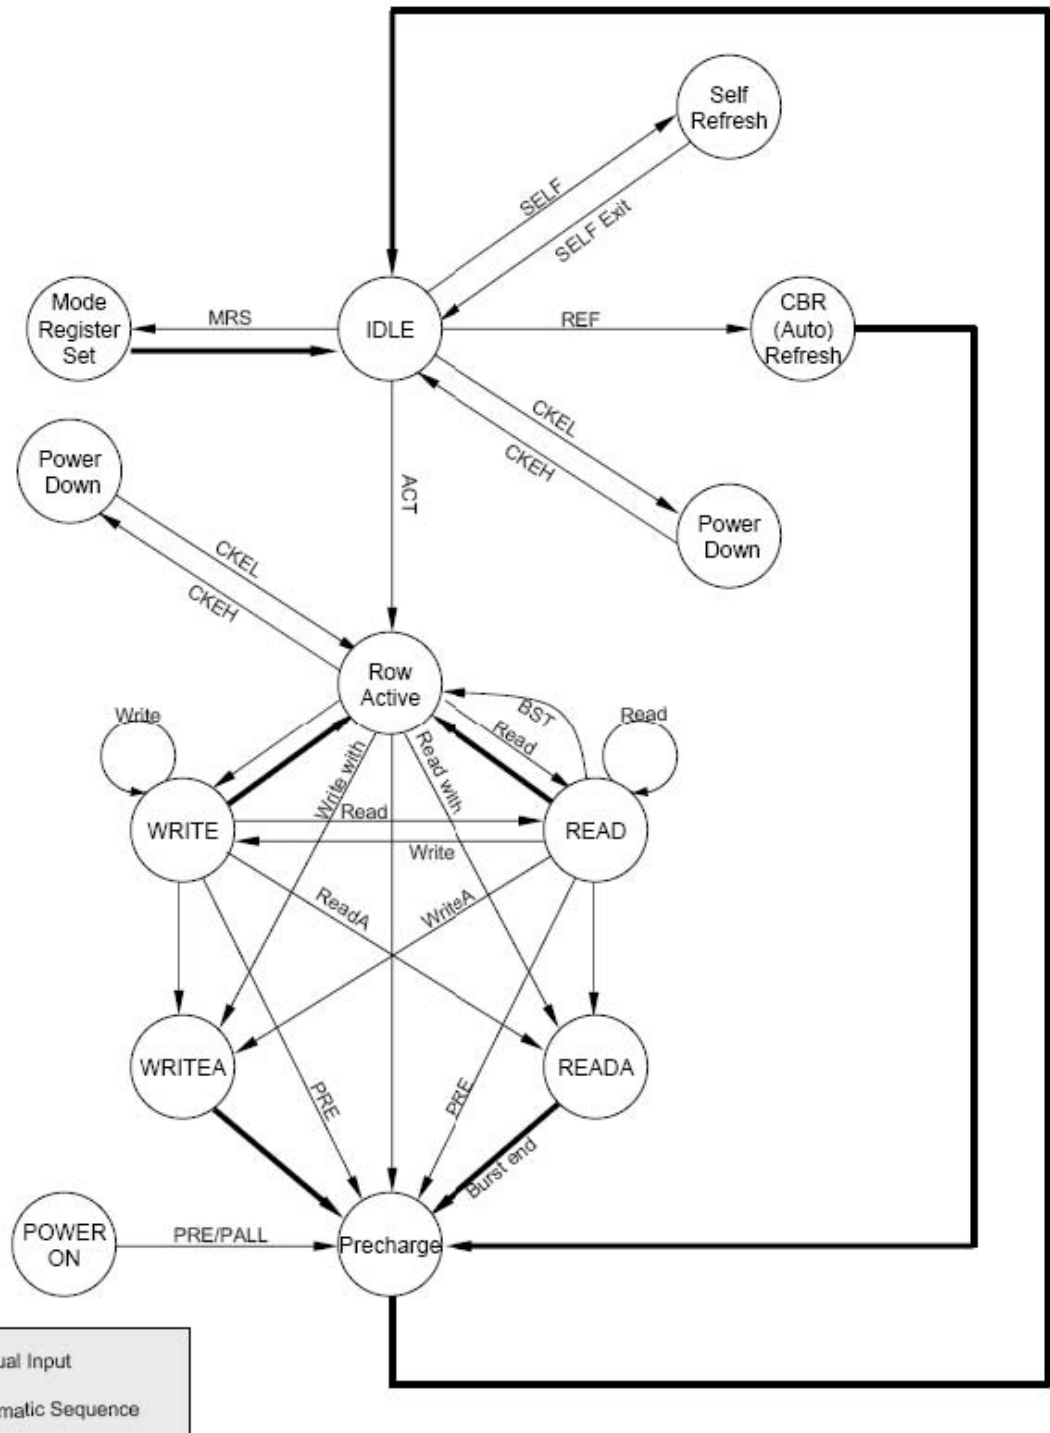 Self
Refresh
SELF
SELF Exit
Mode
Register
Set
MRS
IDLE
REF
CBR
(Auto)
Refresh
CKEL
CKEH
Power
Down
ACT
Power
Down
CKEL
CKEH
Row
Active
BST
Read
Write
Read
Write with
Read with
WRITE
Read
READ
Write
ReadA
WriteA
WRITEA
READA
PRE
PRE
Burst end
POWER
ON
PRE/PALL
Precharge
ual Input
matic Sequence